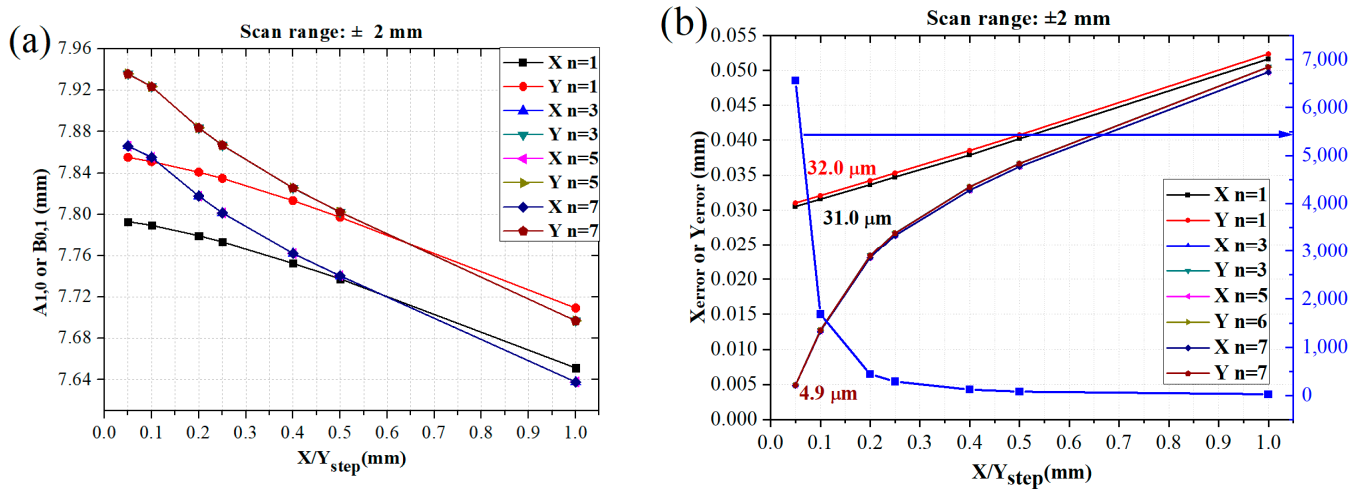 (a)
Scan range: ± 2 mm
7.96
7.92
7.88
7.84
7.80
7.76
7.72
7.68
7.64
A1,0 or B0,1 (mm)
X n=1
Y n=1
X n=3
Y n=3
X n=5
Y n=5
X n=7
Y n=7
0.0 0.1 0.2 0.3 0.4 0.5 0.6 0.7 0.8 0.9 1.0
X/Ystep(mm)
(b)
Scan range: ±2 mm
0.055
0.050
0.045
0.040
0.035
0.030
0.025
0.020
0.015
0.010
0.005
0.000
Xerror or Yerror (mm)
32.0 µm
31.0 µm
4.9 µm
X n=1
Y n=1
X n=3
Y n=3
X n=5
Y n=6
X n=7
Y n=7
7,000
6,000
5,000
4,000
3,000
2,000
1,000
0
0.0 0.1 0.2 0.3 0.4 0.5 0.6 0.7 0.8 0.9 1.0
X/Ystep(mm)